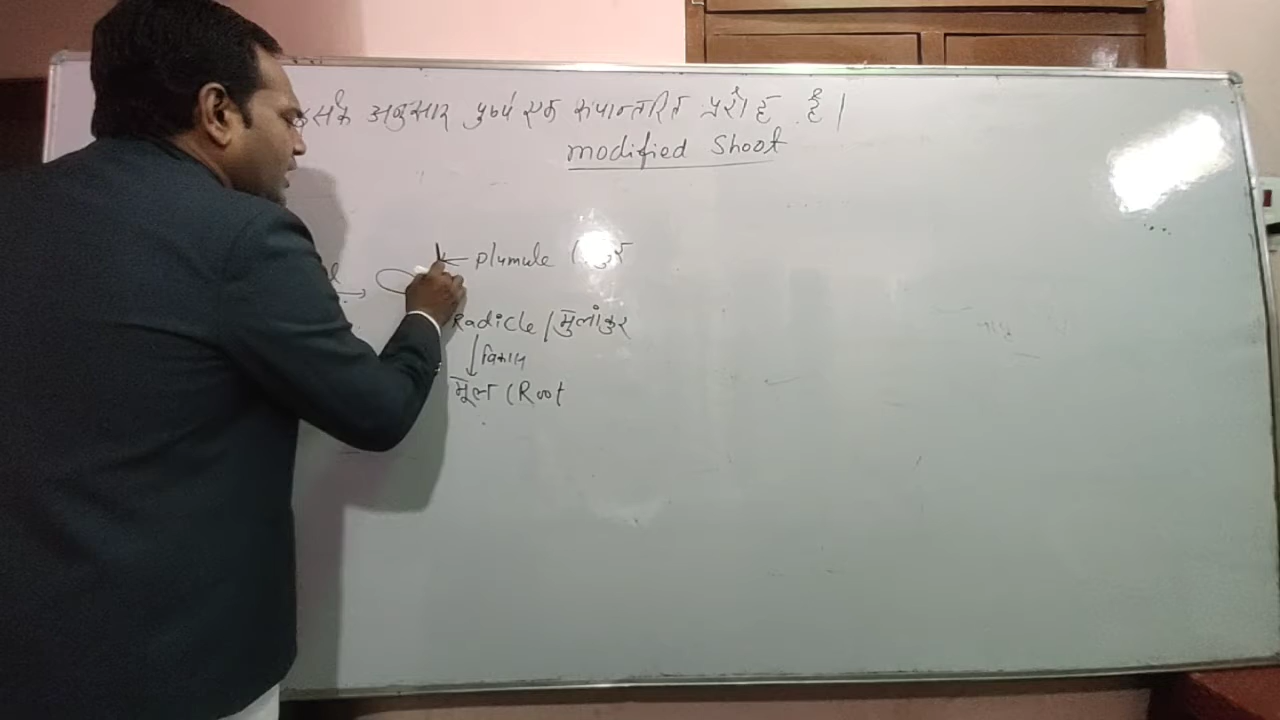 अनुसार पुष्प एक रूपान्तरित प्ररोह है।
modified Shoot
Plumule (
Radicle / मुलांकुर
विकास
मूल (Root